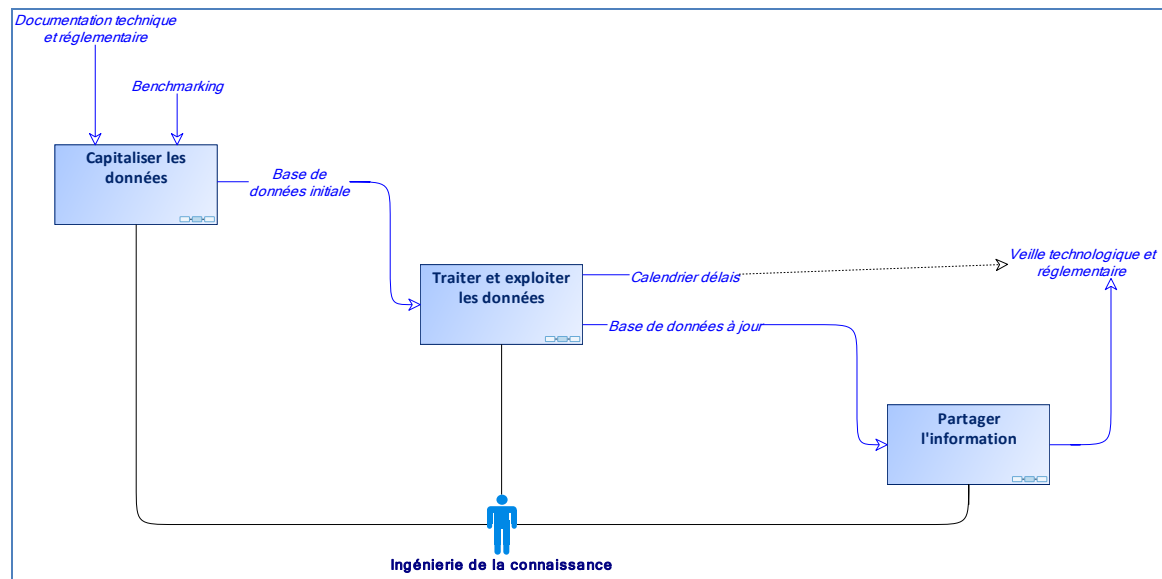 Documentation technique
et réglementaire
Benchmarking
Capitaliser les
données
Base de
données initiale
Traiter et exploiter
les données
Calendrier délais
Veille technologique et
réglementaire
Base de données à jour
Partager
l'information
Ingénierie de la connaissance